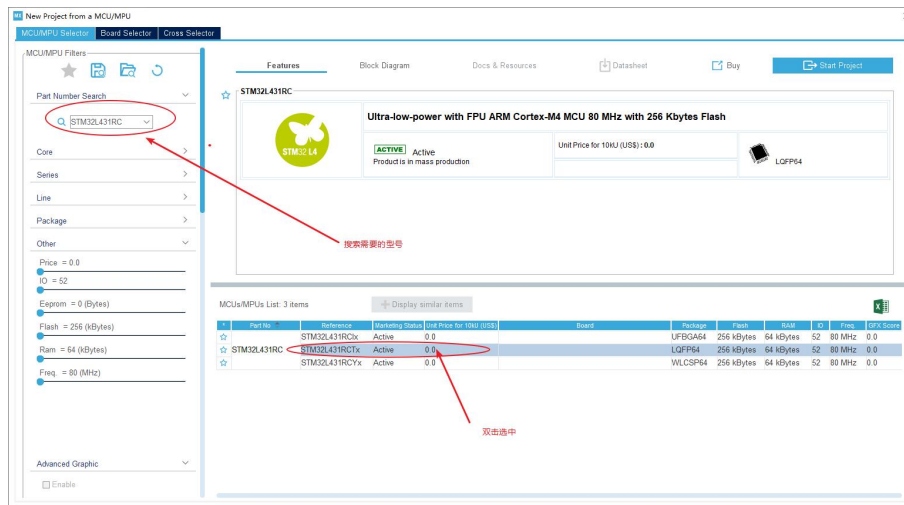 MX New Project from a MCU/MPU
MCU/MPU Selector Board Selector Cross Selector
MCU/MPU Filters
Part Number Search
STM32L431RC
Core
Series
Line
Package
Other
Price = 0.0
IO = 52
Eeprom = 0 (Bytes)
Flash = 256 (kBytes)
Ram = 64 (kBytes)
Freq. = 80 (MHz)
Advanced Graphic
Enable
Features Block Diagram Docs & Resources Datasheet Buy Start Project
STM32L431RC
STM32 L4
Ultra-low-power with FPU ARM Cortex-M4 MCU 80 MHz with 256 Kbytes Flash
ACTIVE Active
Product is in mass production
Unit Price for 10kU (US$) : 0.0
LQFP64
搜索需要的型号
MCUs/MPUs List: 3 items + Display similar items
* Part No Reference Marketing Status Unit Price for 10kU (US$) Board Package Flash RAM IO Freq. GFX Score
STM32L431RCIx Active 0.0 UFBGA64 256 kBytes 64 kBytes 52 80 MHz 0.0
STM32L431RC STM32L431RCTx Active 0.0 LQFP64 256 kBytes 64 kBytes 52 80 MHz 0.0
STM32L431RCYx Active 0.0 WLCSP64 256 kBytes 64 kBytes 52 80 MHz 0.0
双击选中